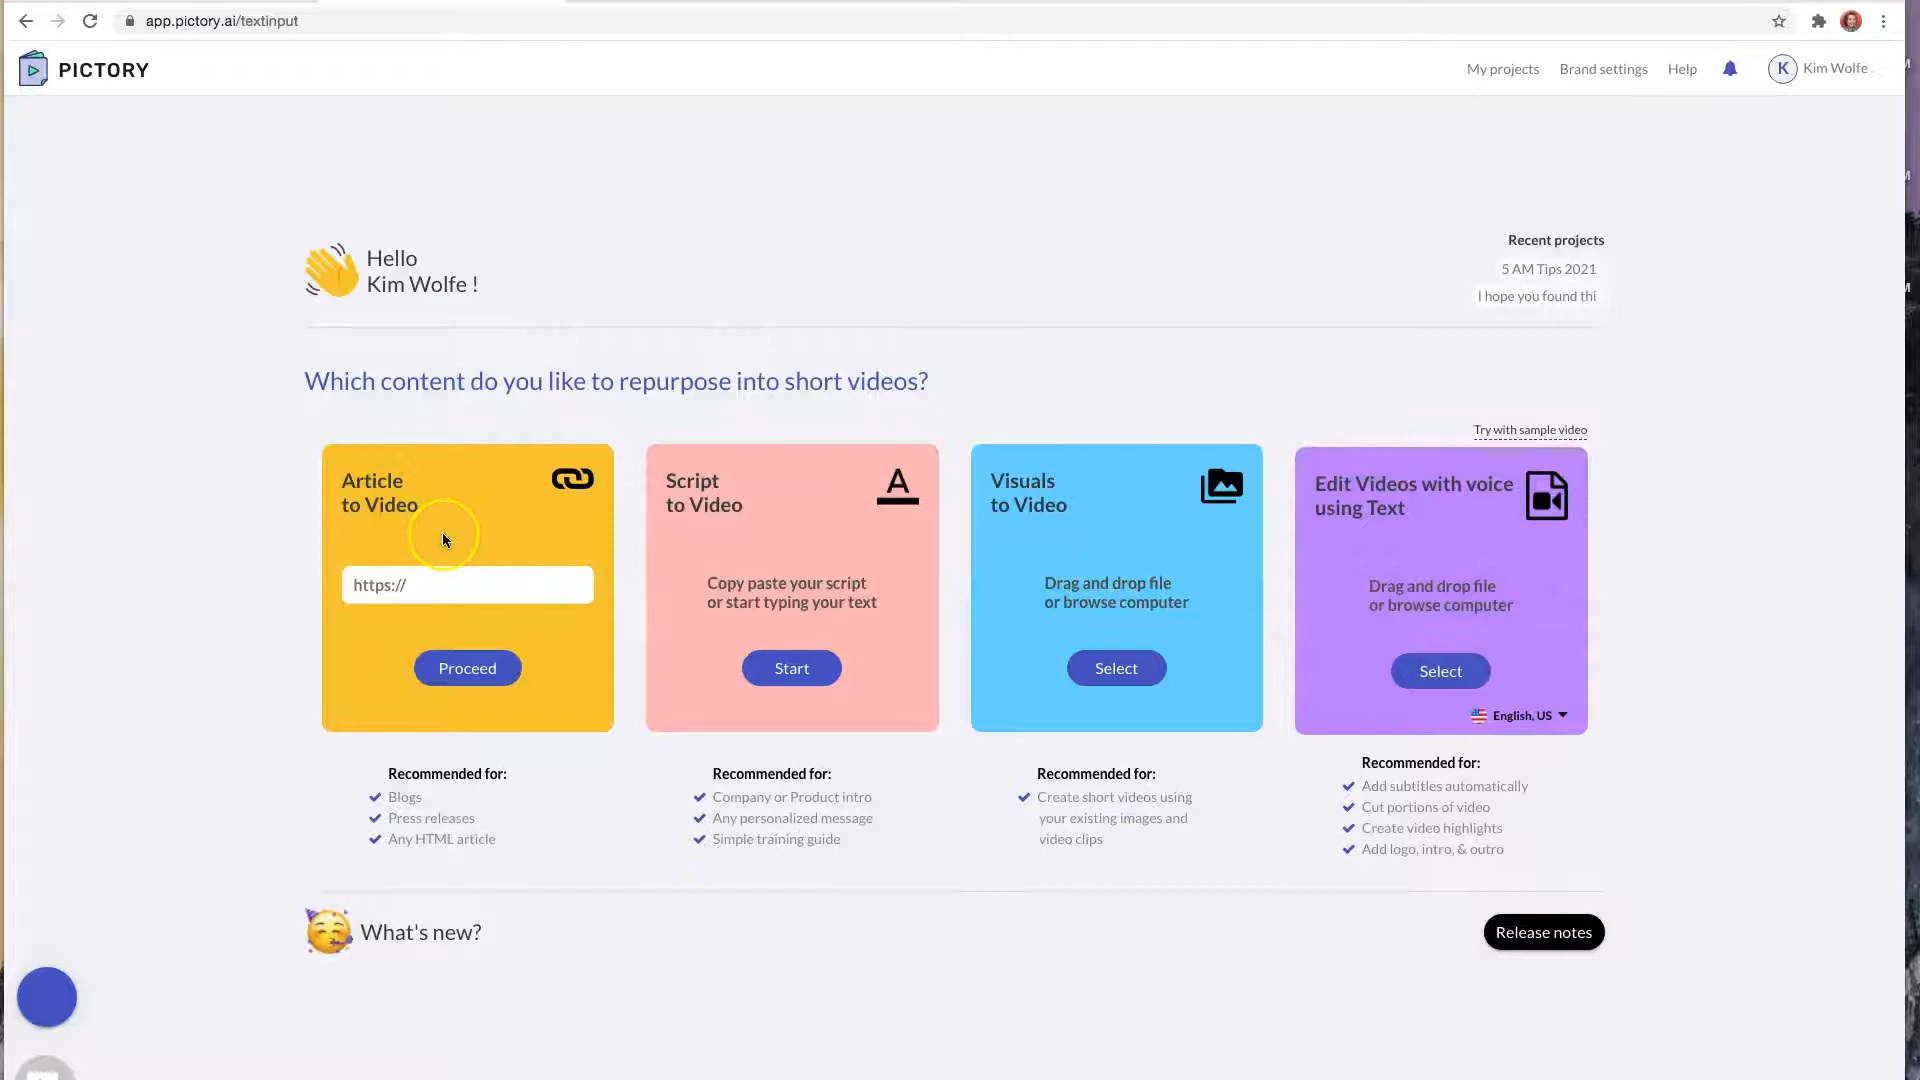 app.pictory.ai/textinput
PICTORY
My projects
Brand settings
Help
K
Kim Wolfe
Hello
Kim Wolfe !
Recent projects
5 AM Tips 2021
I hope you found thi
Which content do you like to repurpose into short videos?
Try with sample video
Article
to Video
https://
Proceed
Script
to Video
A
Copy paste your script
or start typing your text
Start
Visuals
to Video
Drag and drop file
or browse computer
Select
Edit Videos with voice
using Text
Drag and drop file
or browse computer
Select
English, US
Recommended for:
Blogs
Press releases
Any HTML article
Recommended for:
Company or Product intro
Any personalized message
Simple training guide
Recommended for:
Create short videos using
your existing images and
video clips
Recommended for:
Add subtitles automatically
Cut portions of video
Create video highlights
Add logo, intro, & outro
What's new?
Release notes